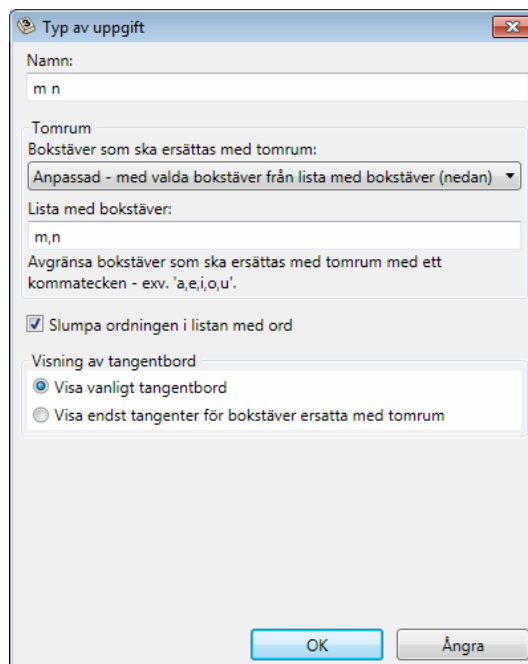 Typ av uppgift
Namn:
m n
Tomrum
Bokstäver som ska ersättas med tomrum:
Anpassad - med valda bokstäver från lista med bokstäver (nedan)
Lista med bokstäver:
m,n
Avgränsa bokstäver som ska ersättas med tomrum med ett
kommatecken - exv. 'a,e,i,o,u'.
Slumpa ordningen i listan med ord
Visning av tangentbord
Visa vanligt tangentbord
Visa endst tangenter för bokstäver ersatta med tomrum
OK
Ångra